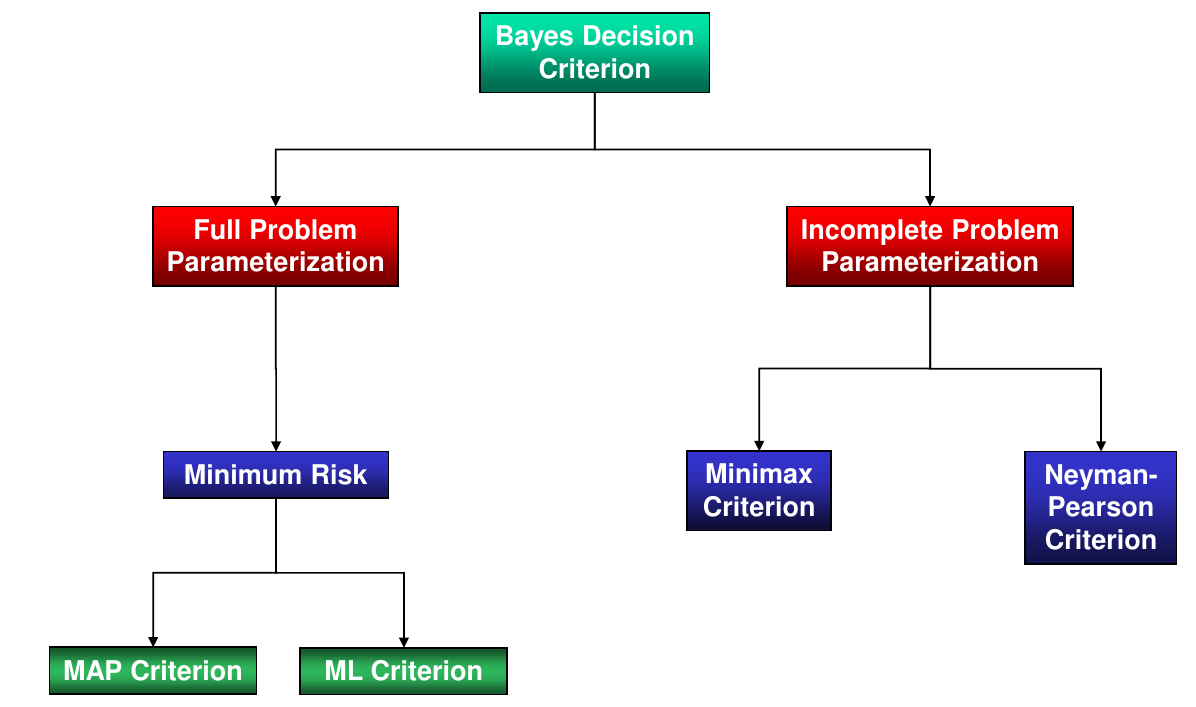 Bayes Decision
Criterion
Full Problem
Parameterization
Incomplete Problem
Parameterization
Minimum Risk
Minimax
Criterion
Neyman-
Pearson
Criterion
MAP Criterion
ML Criterion